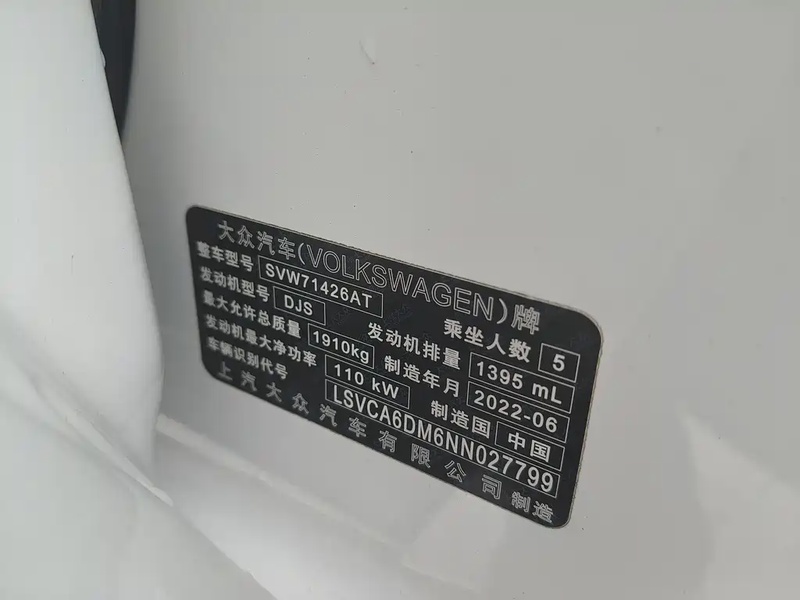 大众汽车(VOLKSWAGEN)牌
整车型号 SVW71426AT 乘坐人数 5
发动机型号 DJS 发动机排量 1395 mL
最大允许总质量 1910kg 制造年月 2022-06
发动机最大净功率 110 kW 制造国 中国
车辆识别代号 LSVCA6DM6NN027799
上汽大众汽车有限公司制造